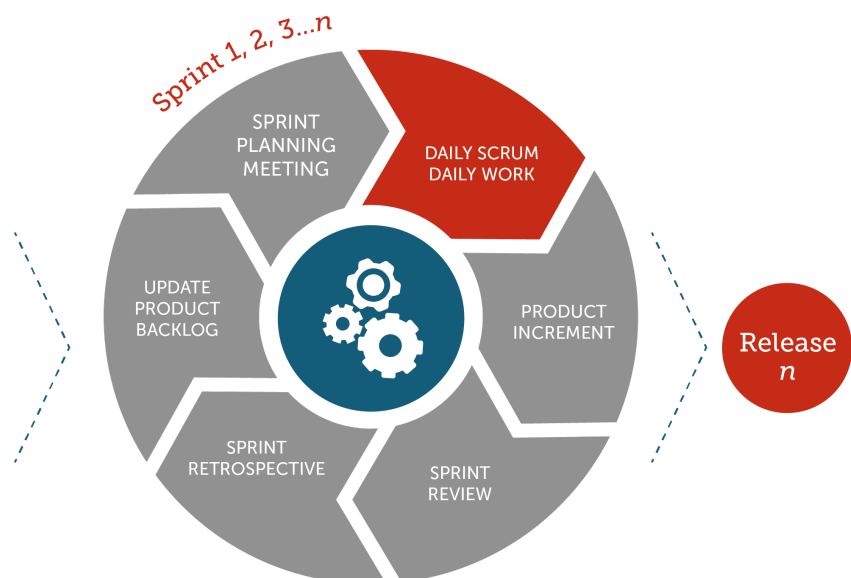 Sprint 1, 2, 3...n
SPRINT
PLANNING
MEETING
DAILY SCRUM
DAILY WORK
UPDATE
PRODUCT
BACKLOG
PRODUCT
INCREMENT
Release
n
SPRINT
RETROSPECTIVE
SPRINT
REVIEW